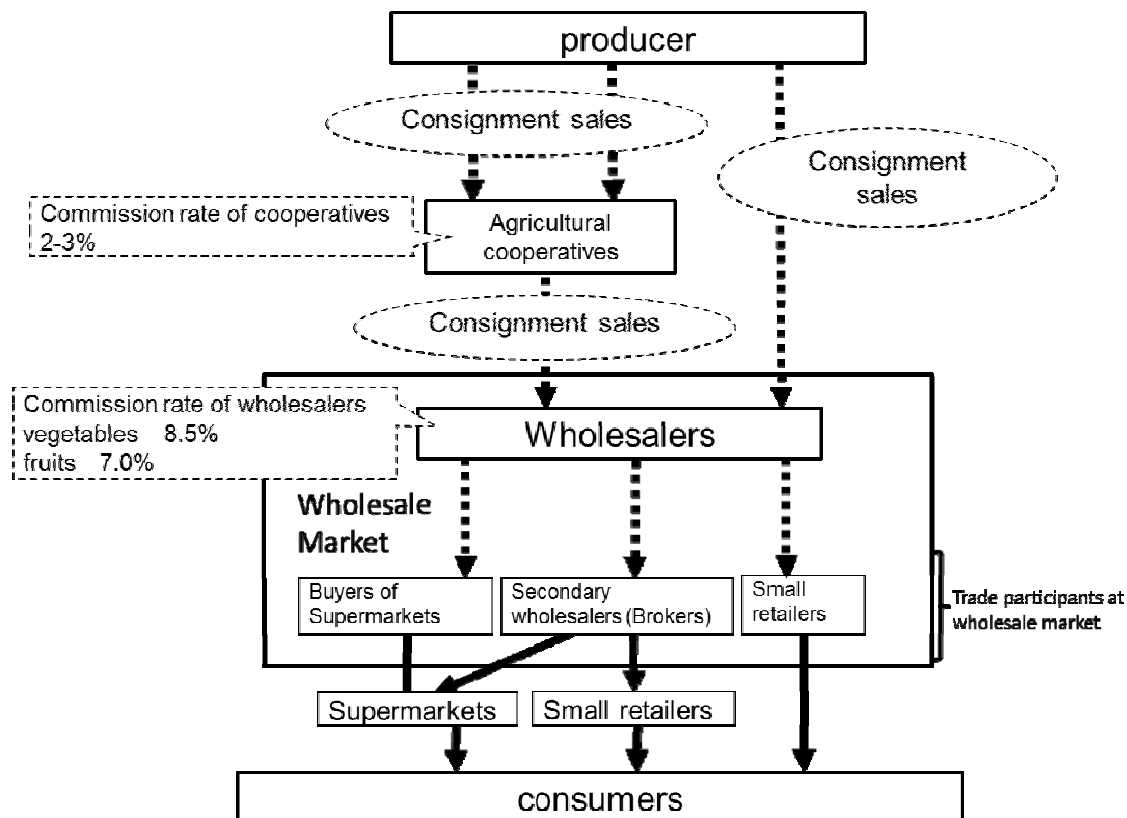 producer
Consignment sales
Consignment
sales
Commission rate of cooperatives
2-3%
Agricultural
cooperatives
Consignment sales
Commission rate of wholesalers
vegetables 8.5%
fruits 7.0%
Wholesalers
Wholesale
Market
Buyers of
Supermarkets
Secondary
wholesalers (Brokers)
Small
retailers
Trade participants at
wholesale market
Supermarkets
Small retailers
consumers